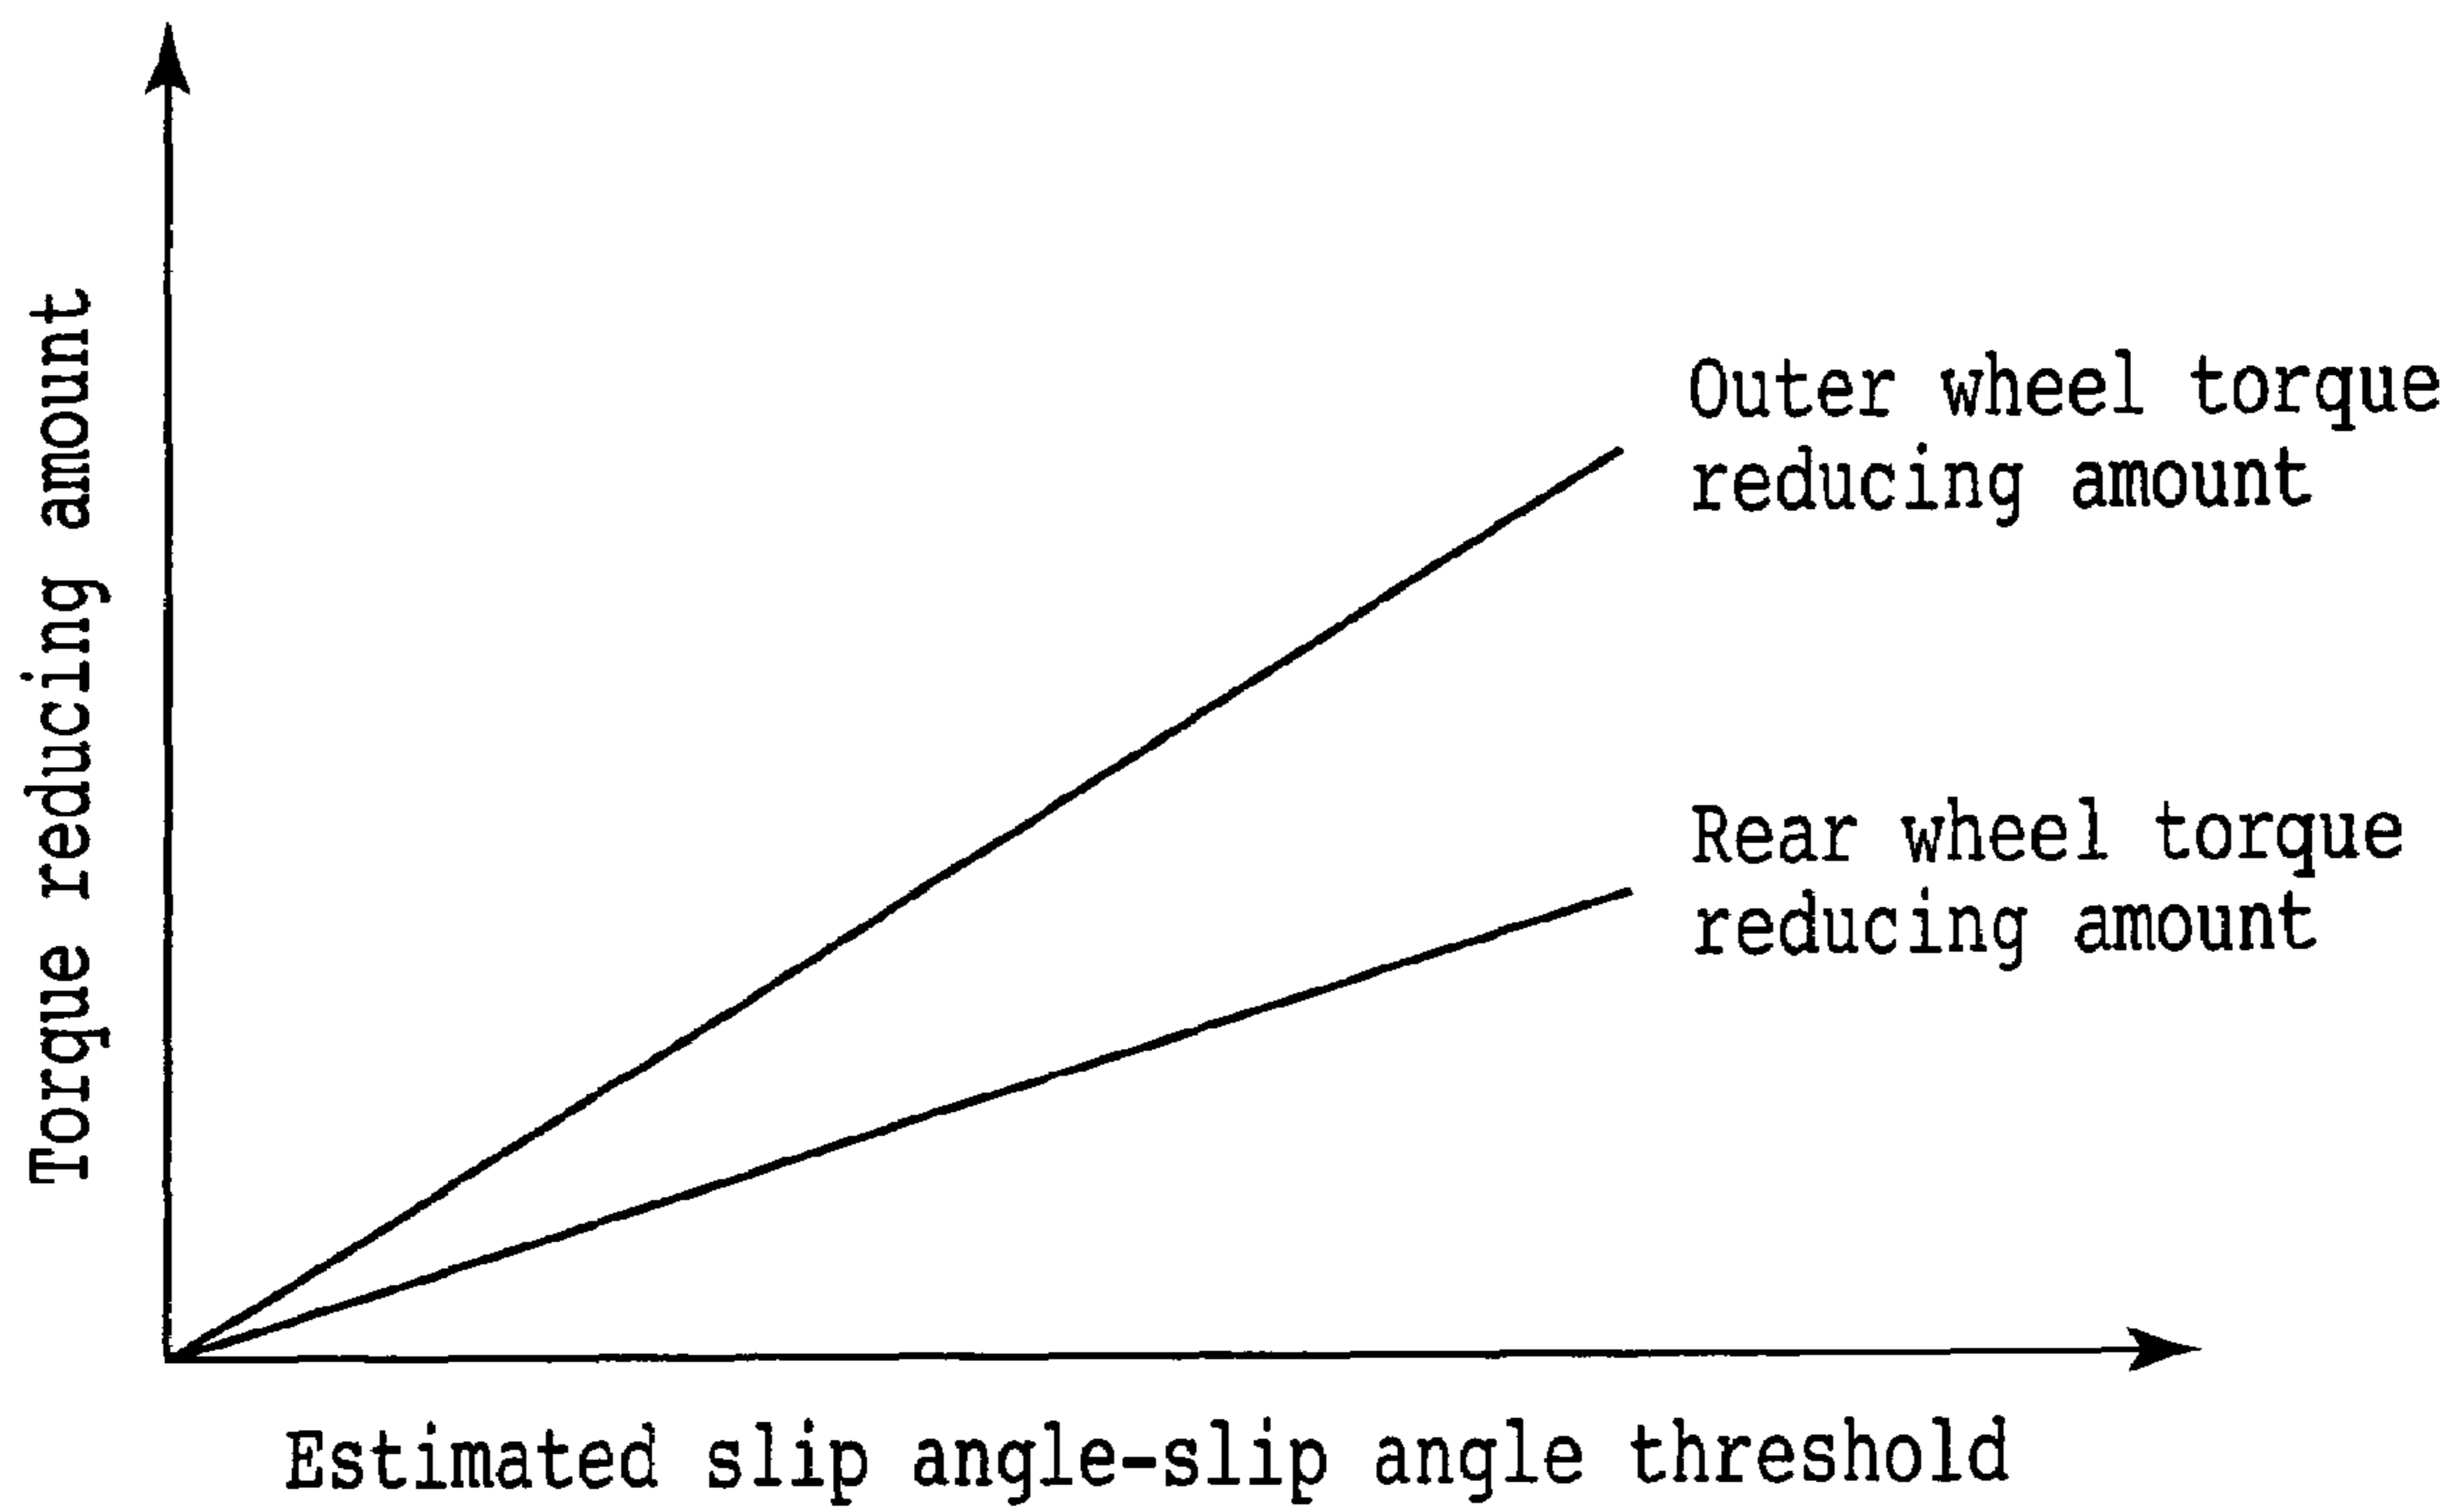 Torque reducing amount
Outer wheel torque
reducing amount
Rear wheel torque
reducing amount
Estimated slip angle-slip angle threshold